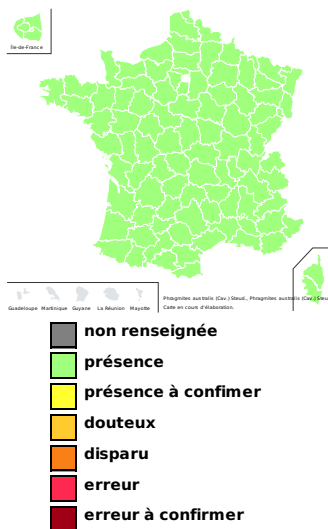 Île-de-France
Guadeloupe Martinique Guyane La Réunion Mayotte
Phragmites australis (Cav.) Steud., Phragmites australis (Cav.) Steud
Carte en cours d'élaboration.
non renseignée
présence
présence à confimer
douteux
disparu
erreur
erreur à confirmer